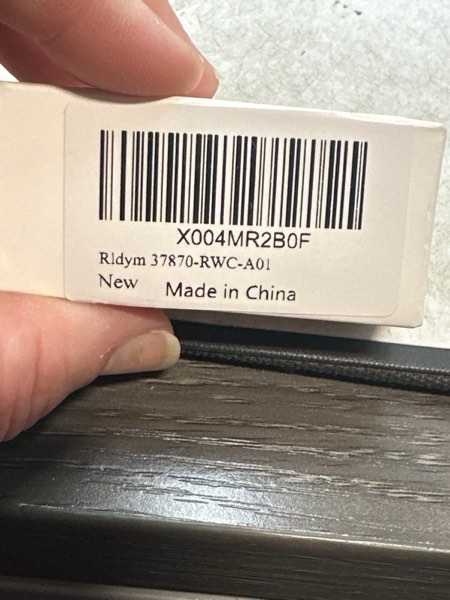 X004MR2B0F
Rldym 37870-RWC-A01
New
Made in China